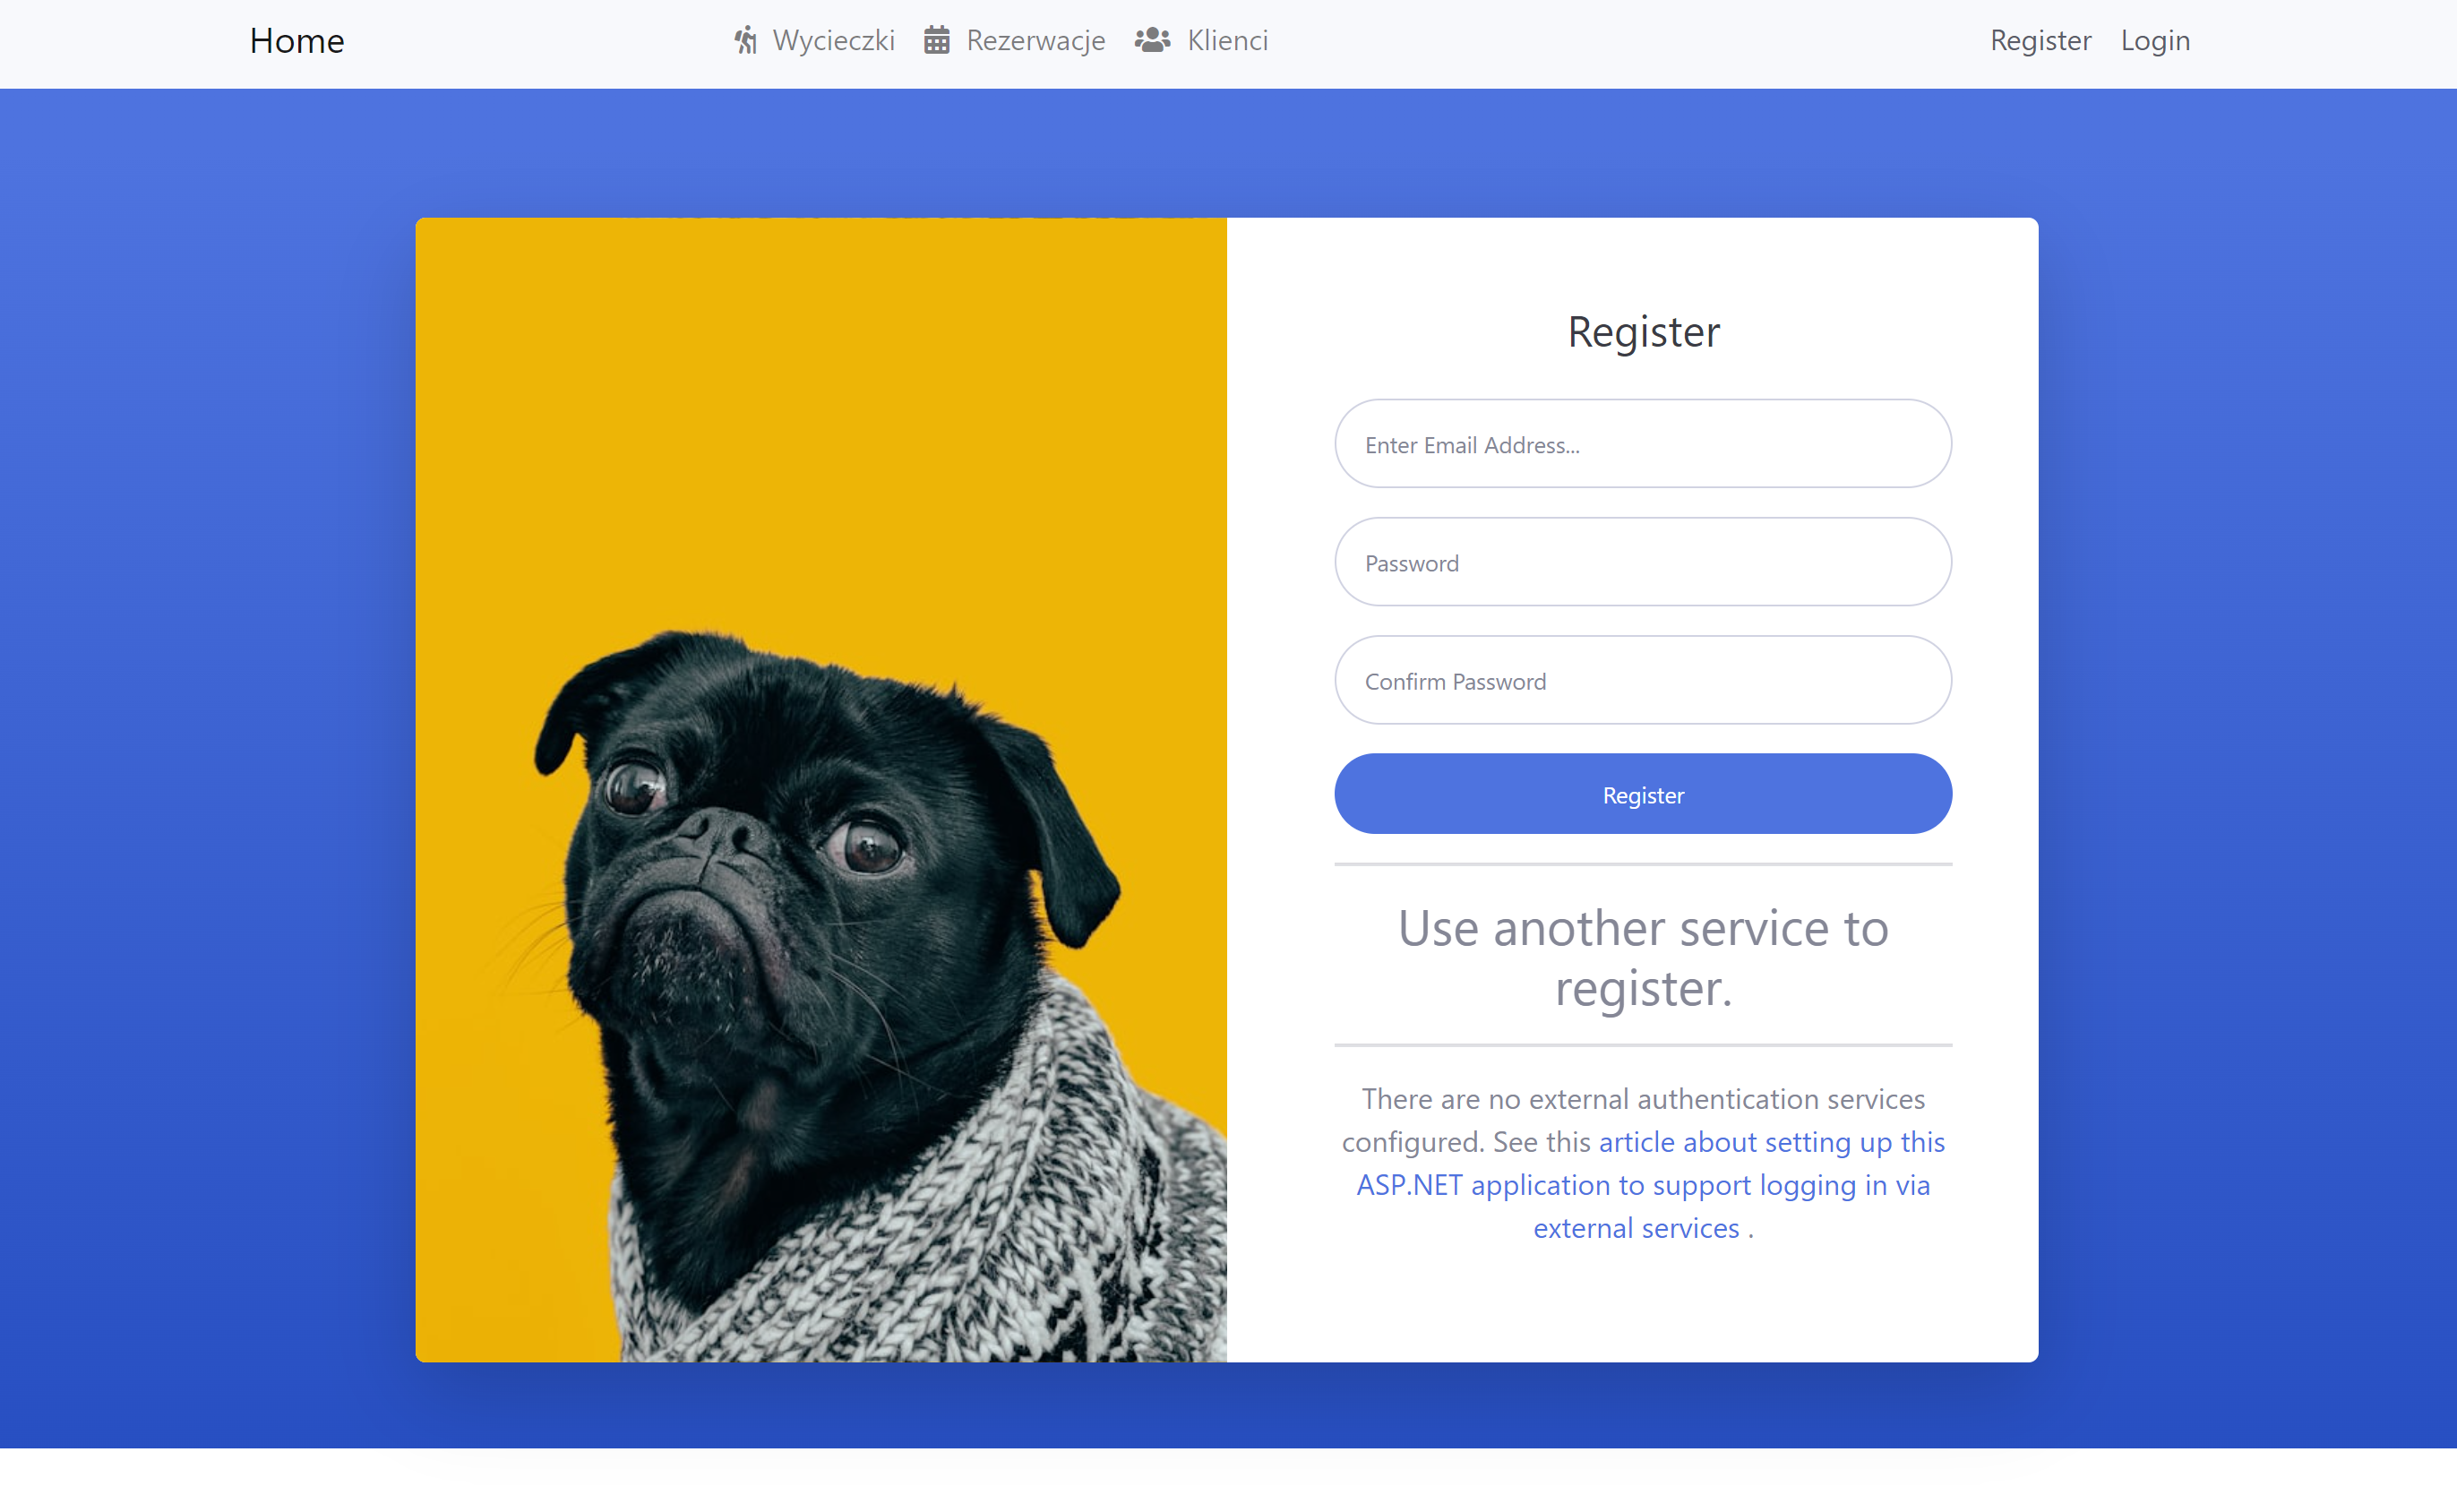 Home Wycieczki Rezerwacje Klienci Register Login
Register
Enter Email Address...
Password
Confirm Password
Register
Use another service to
register.
There are no external authentication services
configured. See this article about setting up this
ASP.NET application to support logging in via
external services .